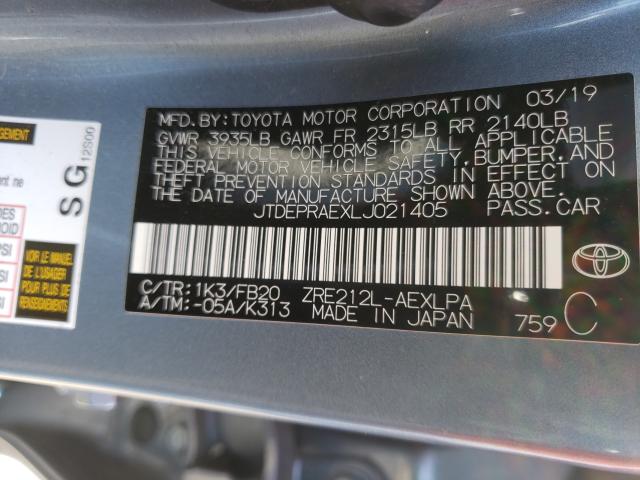 MFD. BY: TOYOTA MOTOR CORPORATION 03/19
GVWR 3935LB GAWR FR 2315LB RR 2140LB
THIS VEHICLE CONFORMS TO ALL APPLICABLE
FEDERAL MOTOR VEHICLE SAFETY, BUMPER, AND
THEFT PREVENTION STANDARDS IN EFFECT ON
THE DATE OF MANUFACTURE SHOWN ABOVE.
JTDEPRAEXLJ021405 PASS. CAR
C/TR: 1K3/FB20 ZRE212L-AEXLPA
A/TM: -05A/K313 MADE IN JAPAN 759 C
TOYOTA
SG
12S00
VOIR LE MANUEL
DE L'USAGER
POUR PLUS DE
RENSEIGNEMENTS